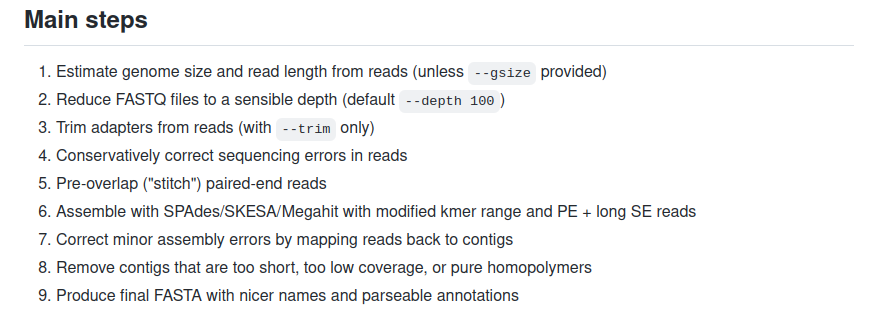 Main steps
1. Estimate genome size and read length from reads (unless --gsize provided)
2. Reduce FASTQ files to a sensible depth (default --depth 100)
3. Trim adapters from reads (with --trim only)
4. Conservatively correct sequencing errors in reads
5. Pre-overlap ("stitch") paired-end reads
6. Assemble with SPAdes/SKESA/Megahit with modified kmer range and PE + long SE reads
7. Correct minor assembly errors by mapping reads back to contigs
8. Remove contigs that are too short, too low coverage, or pure homopolymers
9. Produce final FASTA with nicer names and parseable annotations